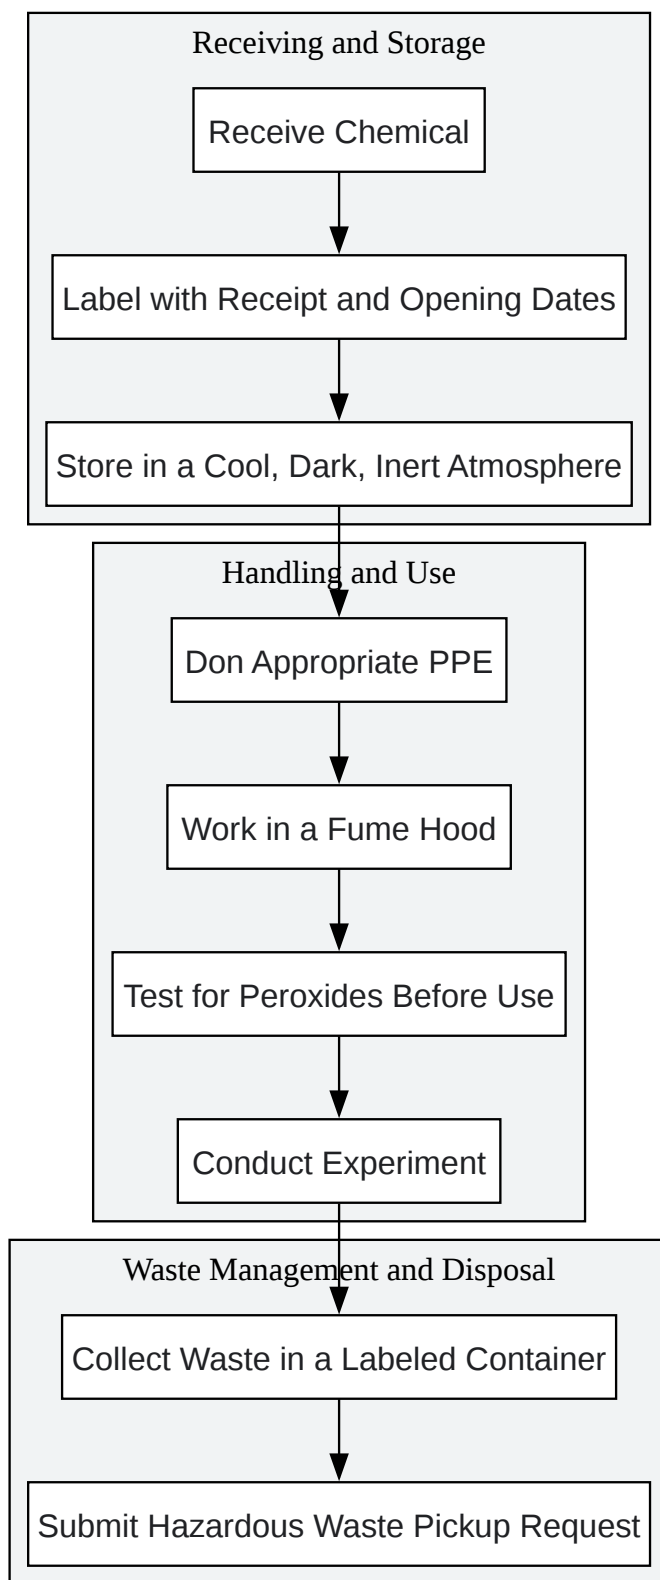 Receiving and Storage
Receive Chemical
Label with Receipt and Opening Dates
Store in a Cool, Dark, Inert Atmosphere
Handling and Use
Don Appropriate PPE
Work in a Fume Hood
Test for Peroxides Before Use
Conduct Experiment
Waste Management and Disposal
Collect Waste in a Labeled Container
Submit Hazardous Waste Pickup Request